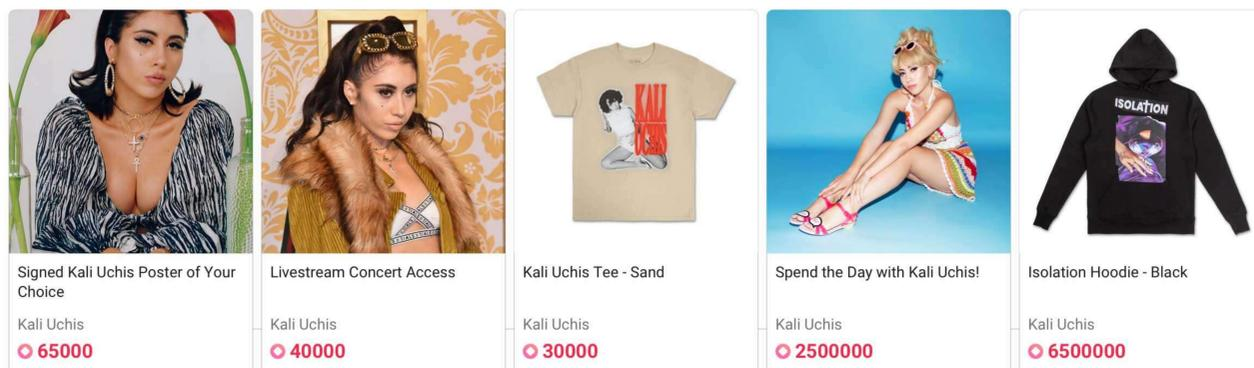 KALI
UCHIS
ISOLATION
Signed Kali Uchis Poster of Your
Choice
Kali Uchis
65000
Livestream Concert Access
Kali Uchis
40000
Kali Uchis Tee - Sand
Kali Uchis
30000
Spend the Day with Kali Uchis!
Kali Uchis
2500000
Isolation Hoodie - Black
Kali Uchis
6500000